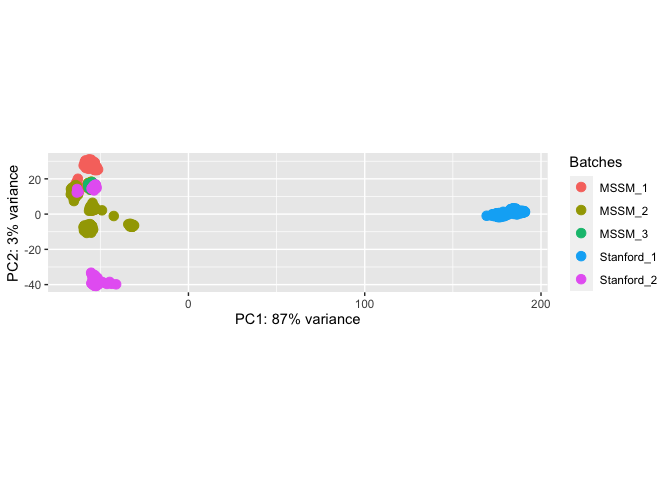 Batches
MSSM_1
MSSM_2
MSSM_3
Stanford_1
Stanford_2
PC2: 3% variance
20
0
-20
-40
0
100
200
PC1: 87% variance